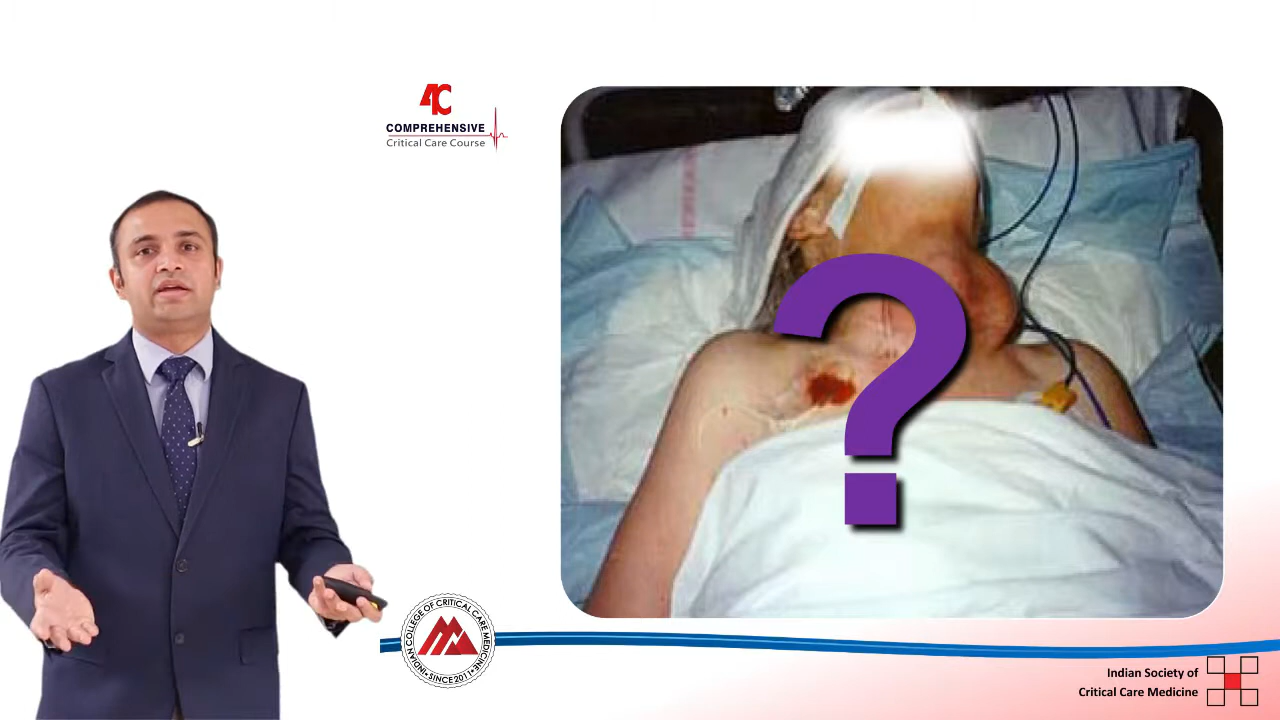 4C
COMPREHENSIVE
Critical Care Course
?
INDIAN COLLEGE OF CRITICAL CARE MEDICINE
• SINCE 2011 •
Indian Society of
Critical Care Medicine